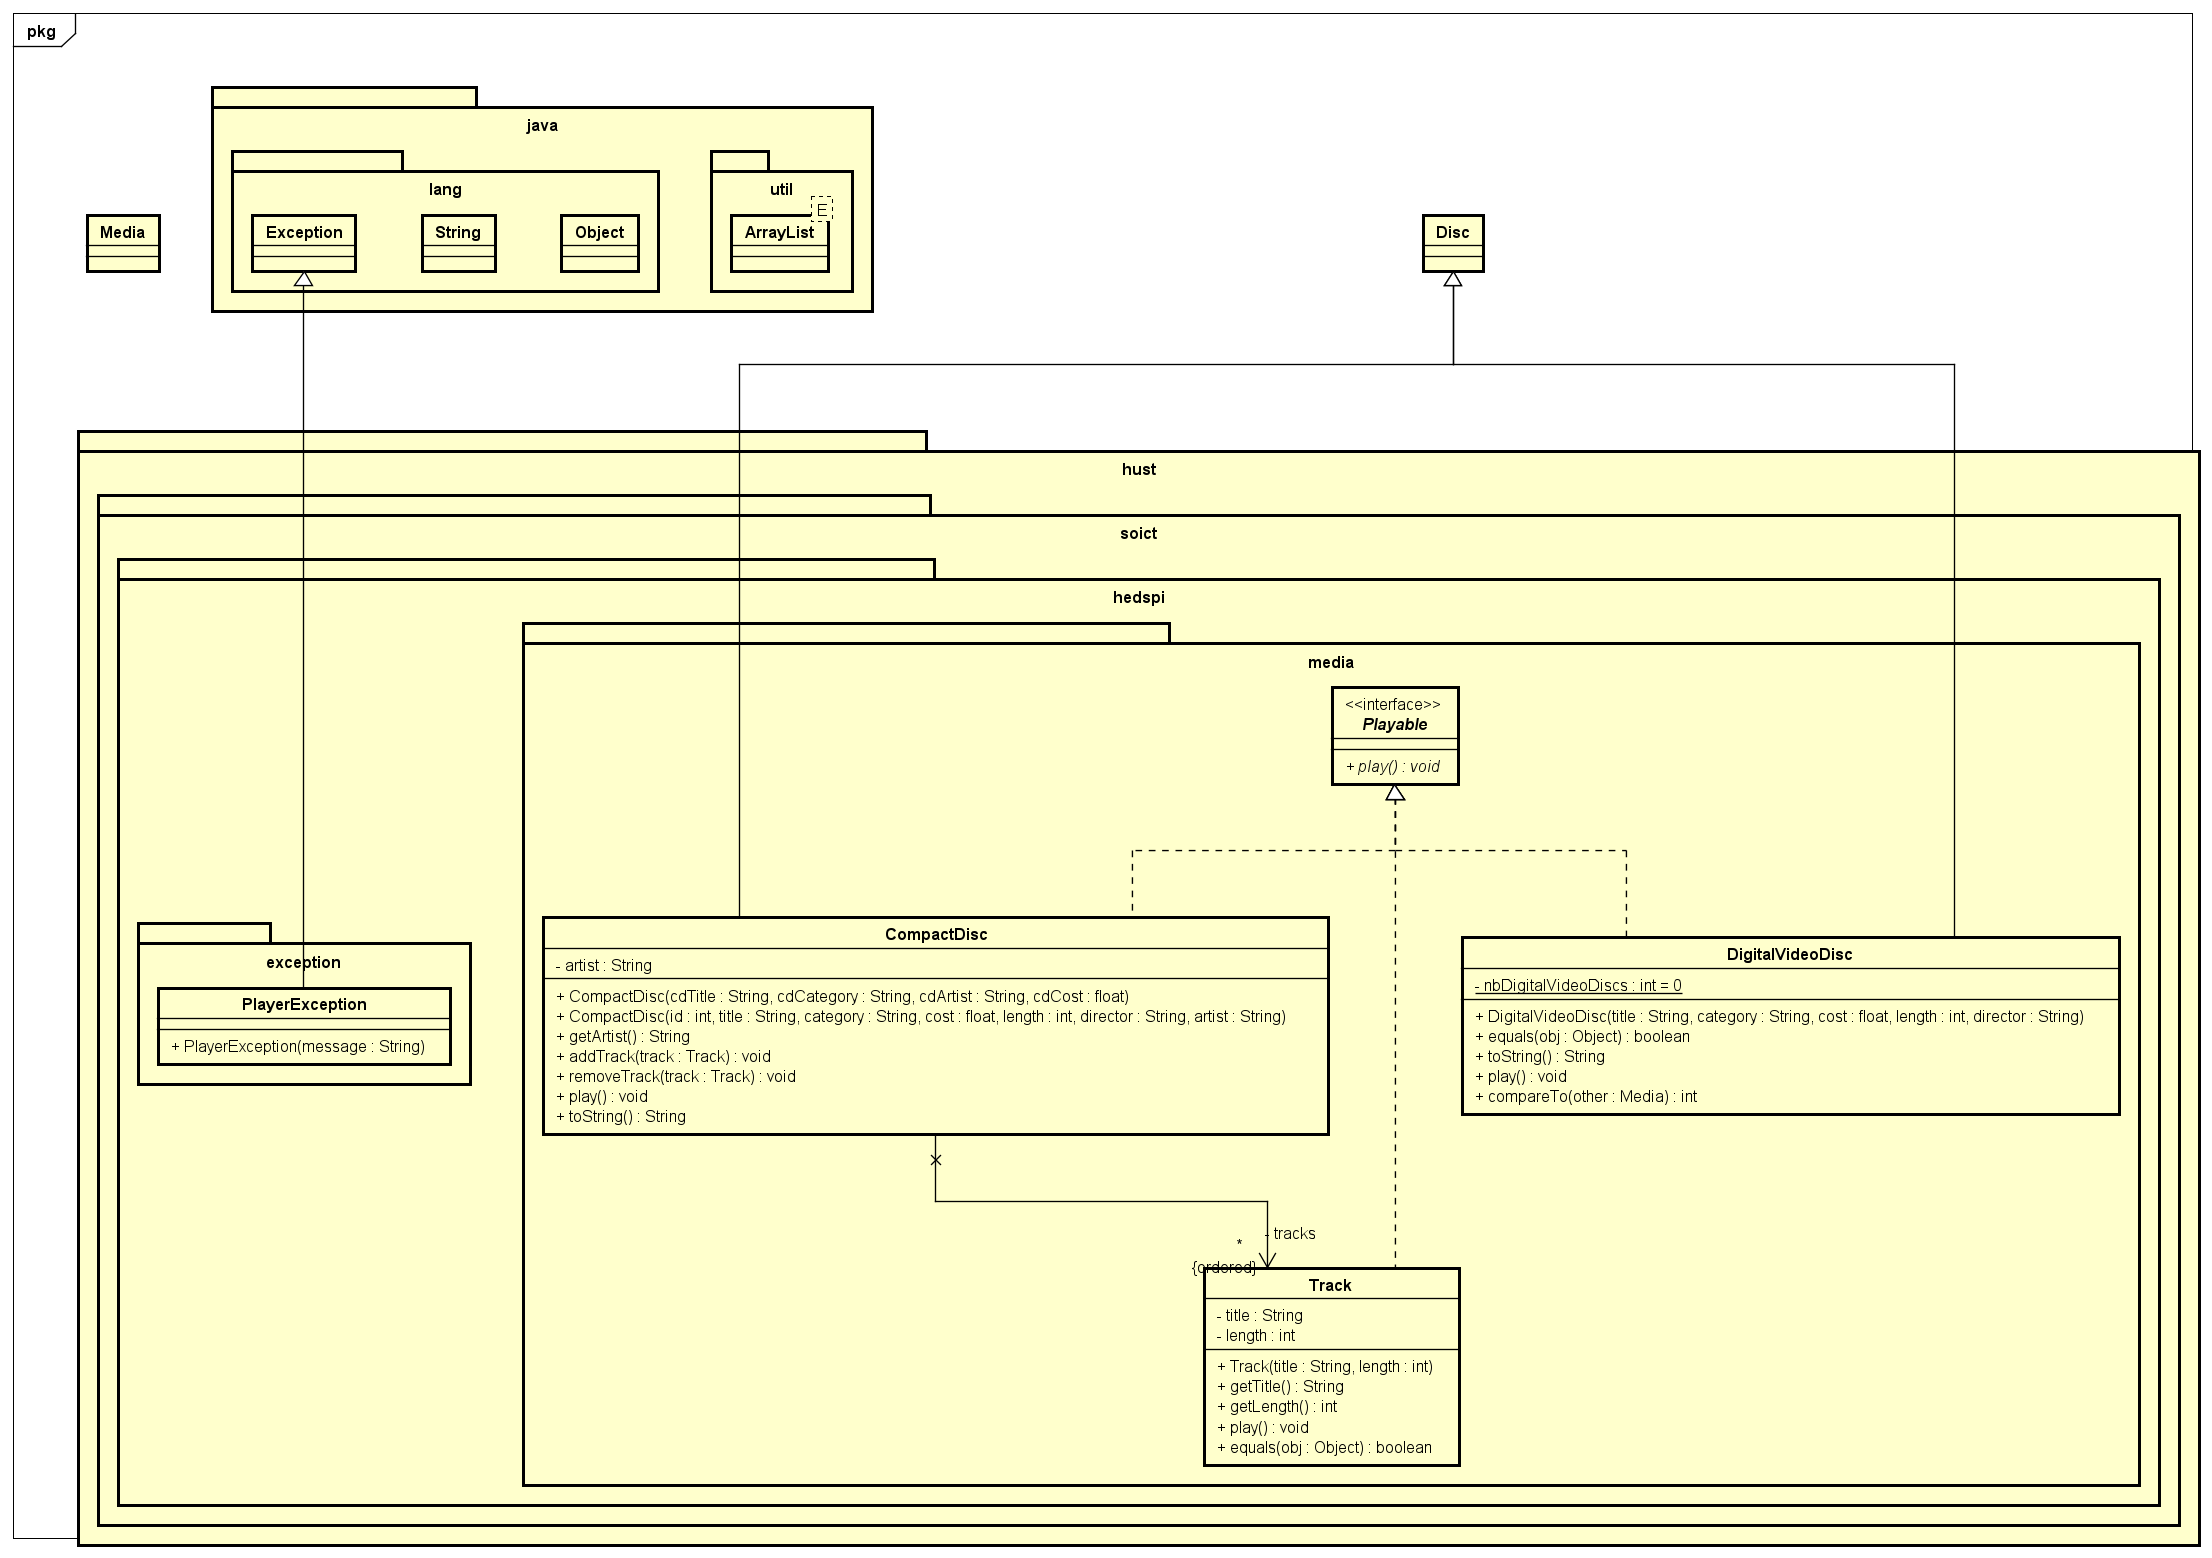 pkg
java
lang
util
E
Media
Exception
String
Object
ArrayList
Disc
hust
soict
hedspi
media
<<interface>>
Playable
+ play() : void
exception
PlayerException
+ PlayerException(message : String)
CompactDisc
- artist : String
+ CompactDisc(cdTitle : String, cdCategory : String, cdArtist : String, cdCost : float)
+ CompactDisc(id : int, title : String, category : String, cost : float, length : int, director : String, artist : String)
+ getArtist() : String
+ addTrack(track : Track) : void
+ removeTrack(track : Track) : void
+ play() : void
+ toString() : String
DigitalVideoDisc
- nbDigitalVideoDiscs : int = 0
+ DigitalVideoDisc(title : String, category : String, cost : float, length : int, director : String)
+ equals(obj : Object) : boolean
+ toString() : String
+ play() : void
+ compareTo(other : Media) : int
- tracks
*
{ordered}
Track
- title : String
- length : int
+ Track(title : String, length : int)
+ getTitle() : String
+ getLength() : int
+ play() : void
+ equals(obj : Object) : boolean